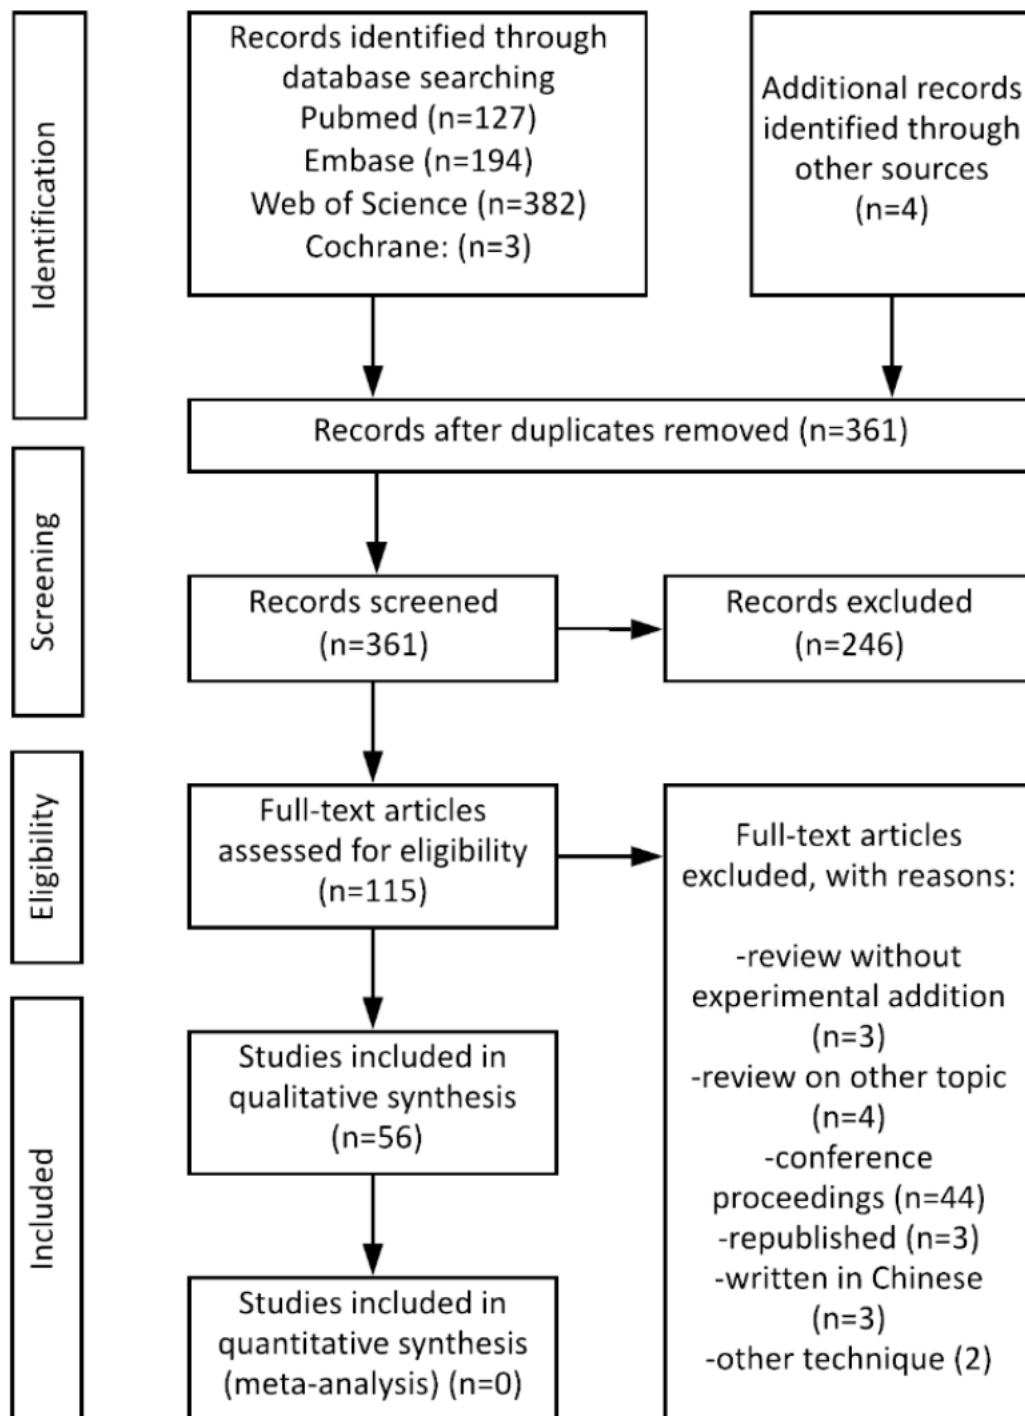 Identification
Records identified through
database searching
Pubmed (n=127)
Embase (n=194)
Web of Science (n=382)
Cochrane: (n=3)
Additional records
identified through
other sources
(n=4)
Records after duplicates removed (n=361)
Screening
Records screened
(n=361)
Records excluded
(n=246)
Eligibility
Full-text articles
assessed for eligibility
(n=115)
Full-text articles
excluded, with reasons:
-review without
experimental addition
(n=3)
-review on other topic
(n=4)
-conference
proceedings (n=44)
-republished (n=3)
-written in Chinese
(n=3)
-other technique (2)
Included
Studies included in
qualitative synthesis
(n=56)
Studies included in
quantitative synthesis
(meta-analysis) (n=0)